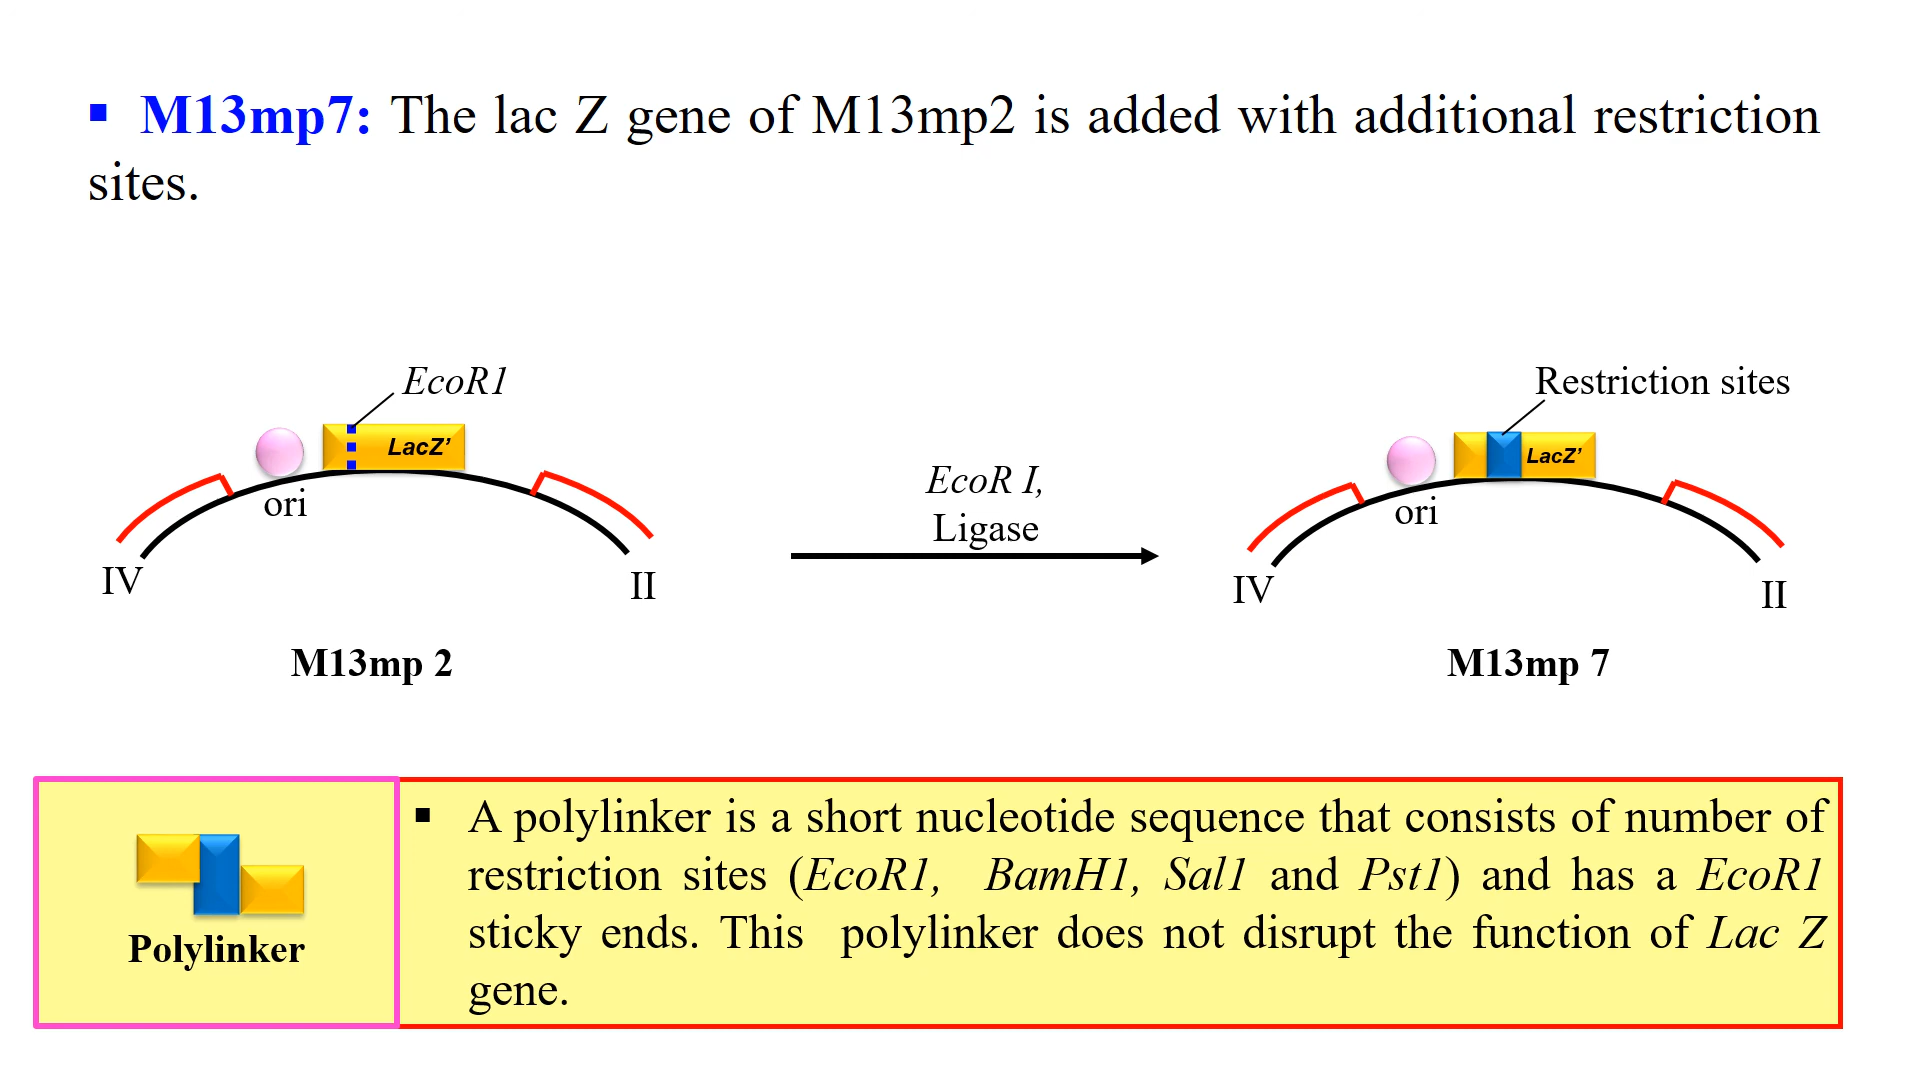 ▪ M13mp7: The lac Z gene of M13mp2 is added with additional restriction
sites.
EcoR1
LacZ’
ori
IV
II
M13mp 2
EcoR I,
Ligase
Restriction sites
LacZ’
ori
IV
II
M13mp 7
Polylinker
▪ A polylinker is a short nucleotide sequence that consists of number of
restriction sites (EcoR1, BamH1, Sal1 and Pst1) and has a EcoR1
sticky ends. This polylinker does not disrupt the function of Lac Z
gene.